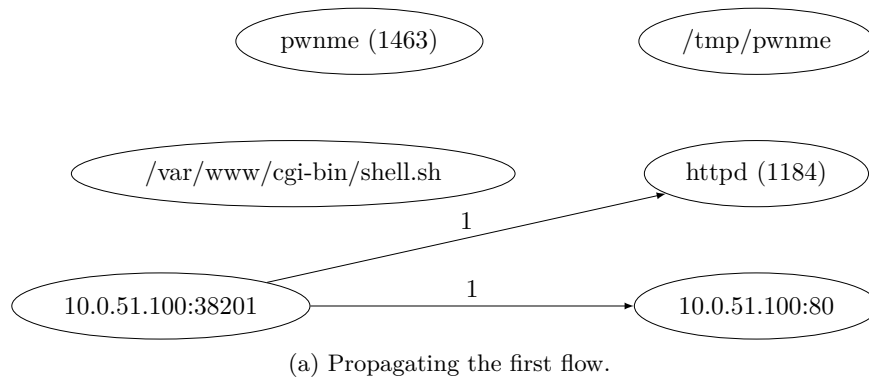 pwnme (1463)
/tmp/pwnme
/var/www/cgi-bin/shell.sh
httpd (1184)
1
10.0.51.100:38201
1
10.0.51.100:80
(a) Propagating the first flow.